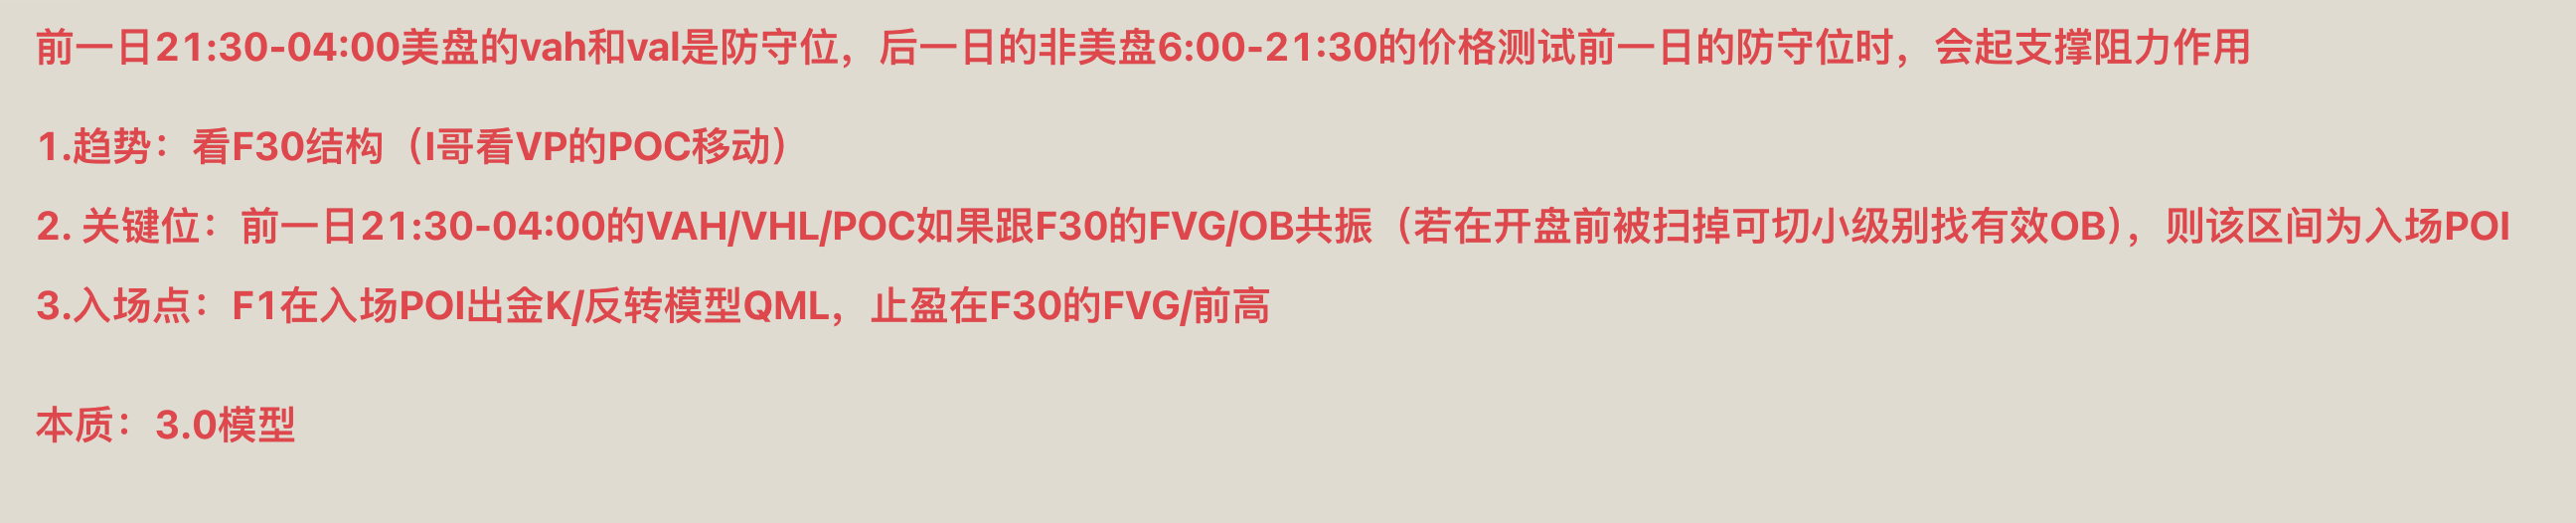 前一日21:30-04:00美盘的vah和val是防守位，后一日的非美盘6:00-21:30的价格测试前一日的防守位时，会起支撑阻力作用
1.趋势：看F30结构（I哥看VP的POC移动）
2. 关键位：前一日21:30-04:00的VAH/VHL/POC如果跟F30的FVG/OB共振（若在开盘前被扫掉可切小级别找有效OB），则该区间为入场POI
3.入场点：F1在入场POI出金K/反转模型QML，止盈在F30的FVG/前高
本质：3.0模型